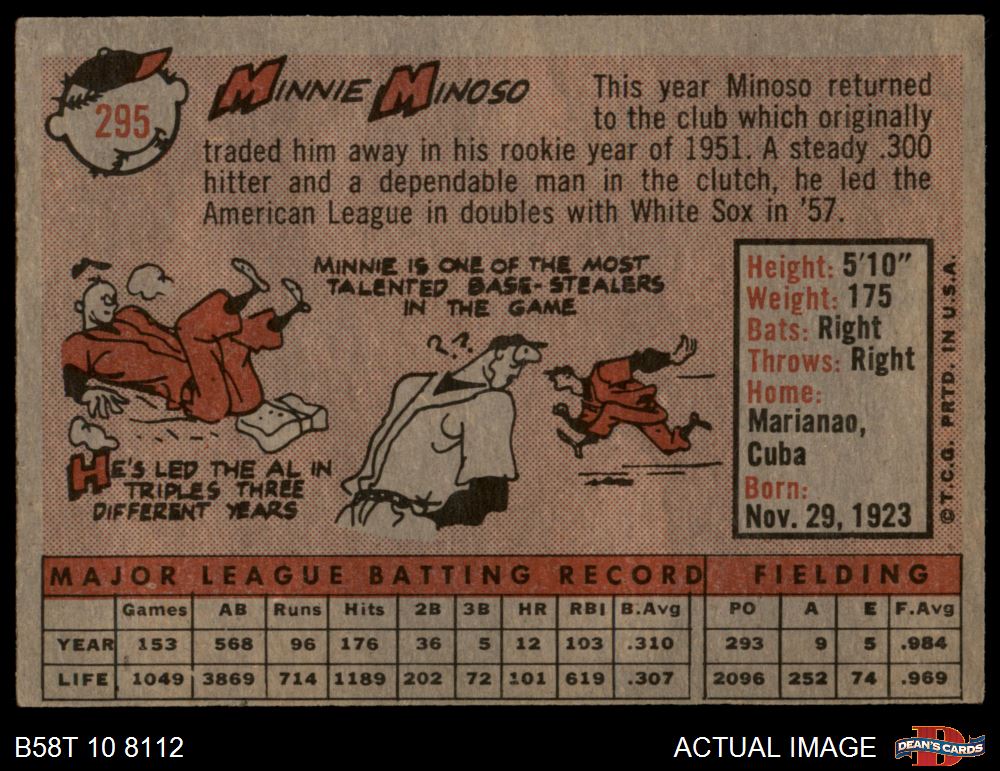 295
MINNIE MINOSO
This year Minoso returned
to the club which originally
traded him away in his rookie year of 1951. A steady .300
hitter and a dependable man in the clutch, he led the
American League in doubles with White Sox in '57.
MINNIE IS ONE OF THE MOST
TALENTED BASE-STEALERS
IN THE GAME
??
HE'S LED THE AL IN
TRIPLES THREE
DIFFERENT YEARS
Height: 5'10"
Weight: 175
Bats: Right
Throws: Right
Home:
Marianao,
Cuba
Born:
Nov. 29, 1923
©T.C.G. PRTD. IN U.S.A.
MAJOR LEAGUE BATTING RECORD FIELDING
Games AB Runs Hits 2B 3B HR RBI B.Avg PO A E F.Avg
YEAR 153 568 96 176 36 5 12 103 .310 293 9 5 .984
LIFE 1049 3869 714 1189 202 72 101 619 .307 2096 252 74 .969
B58T 10 8112
ACTUAL IMAGE
D
DEAN'S CARDS